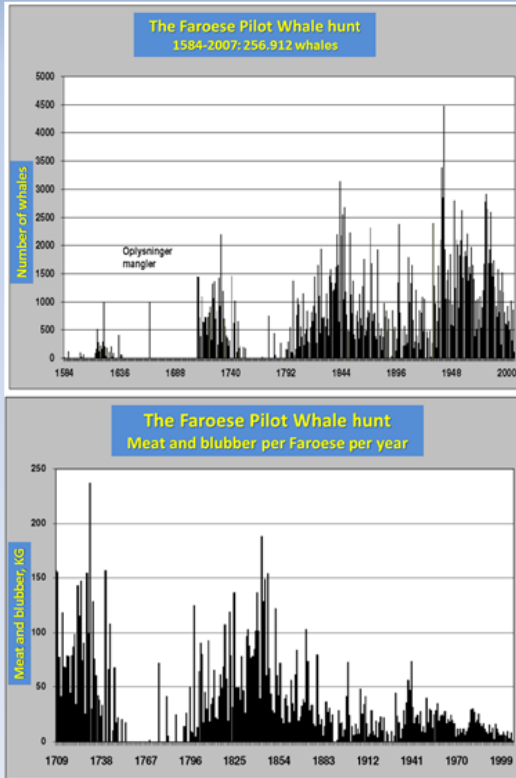 The Faroese Pilot Whale hunt
1584-2007: 256.912 whales
Number of whales
5000
4500
4000
3500
3000
2500
2000
1500
1000
500
0
Oplysninger
mangler
1584 1636 1688 1740 1792 1844 1896 1948 2000
The Faroese Pilot Whale hunt
Meat and blubber per Faroese per year
Meat and blubber, KG
250
200
150
100
50
0
1709 1738 1767 1796 1825 1854 1883 1912 1941 1970 1999